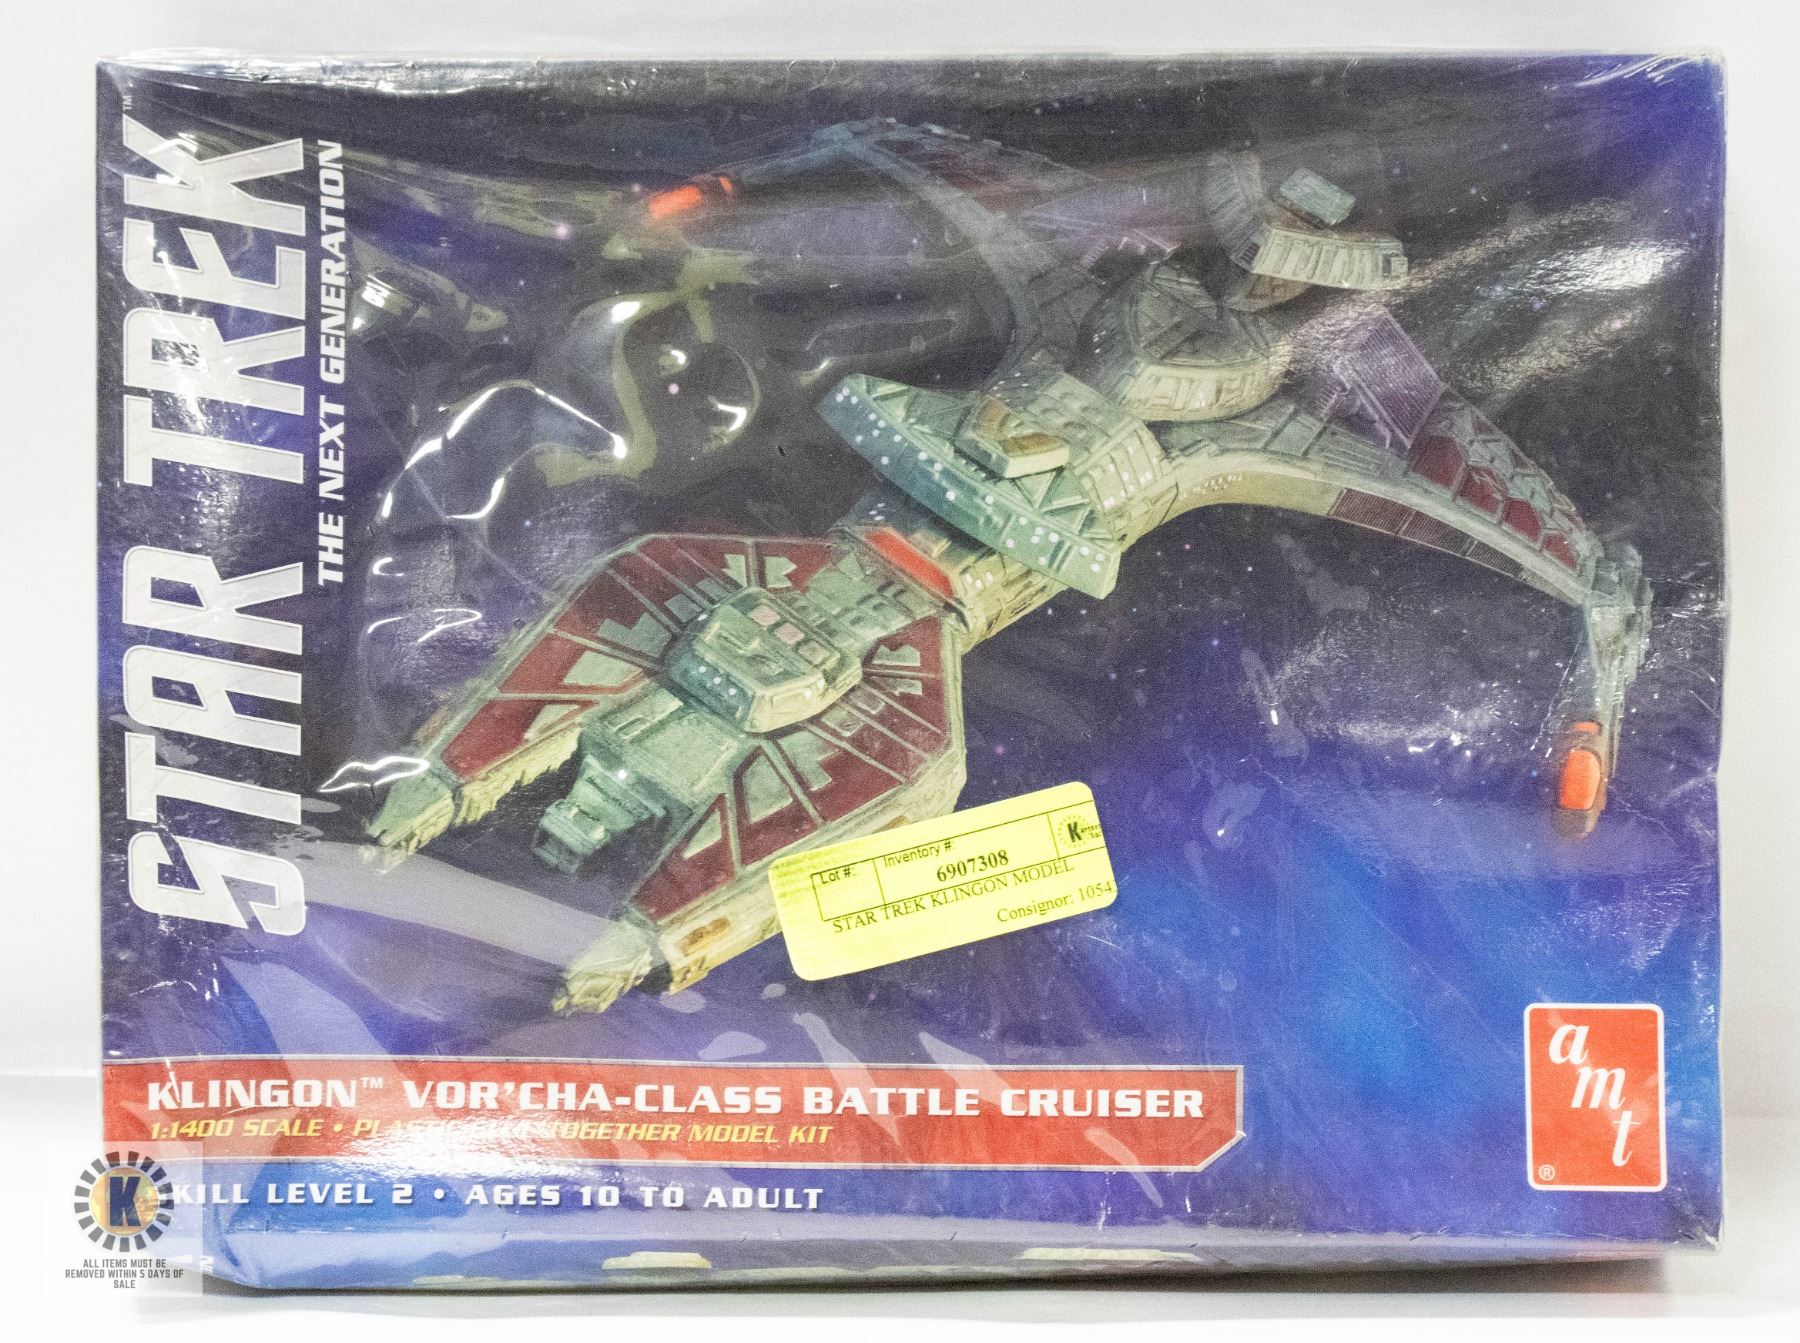 STAR TREK™
THE NEXT GENERATION
Lot #:
Inventory #:
6907308
K
STAR TREK KLINGON MODEL
Consignor: 1054
KLINGON™ VOR'CHA-CLASS BATTLE CRUISER
1:1400 SCALE • PLASTIC TOGETHER MODEL KIT
KILL LEVEL 2 • AGES 10 TO ADULT
amt
®
K
ALL ITEMS MUST BE
REMOVED WITHIN 5 DAYS OF
SALE